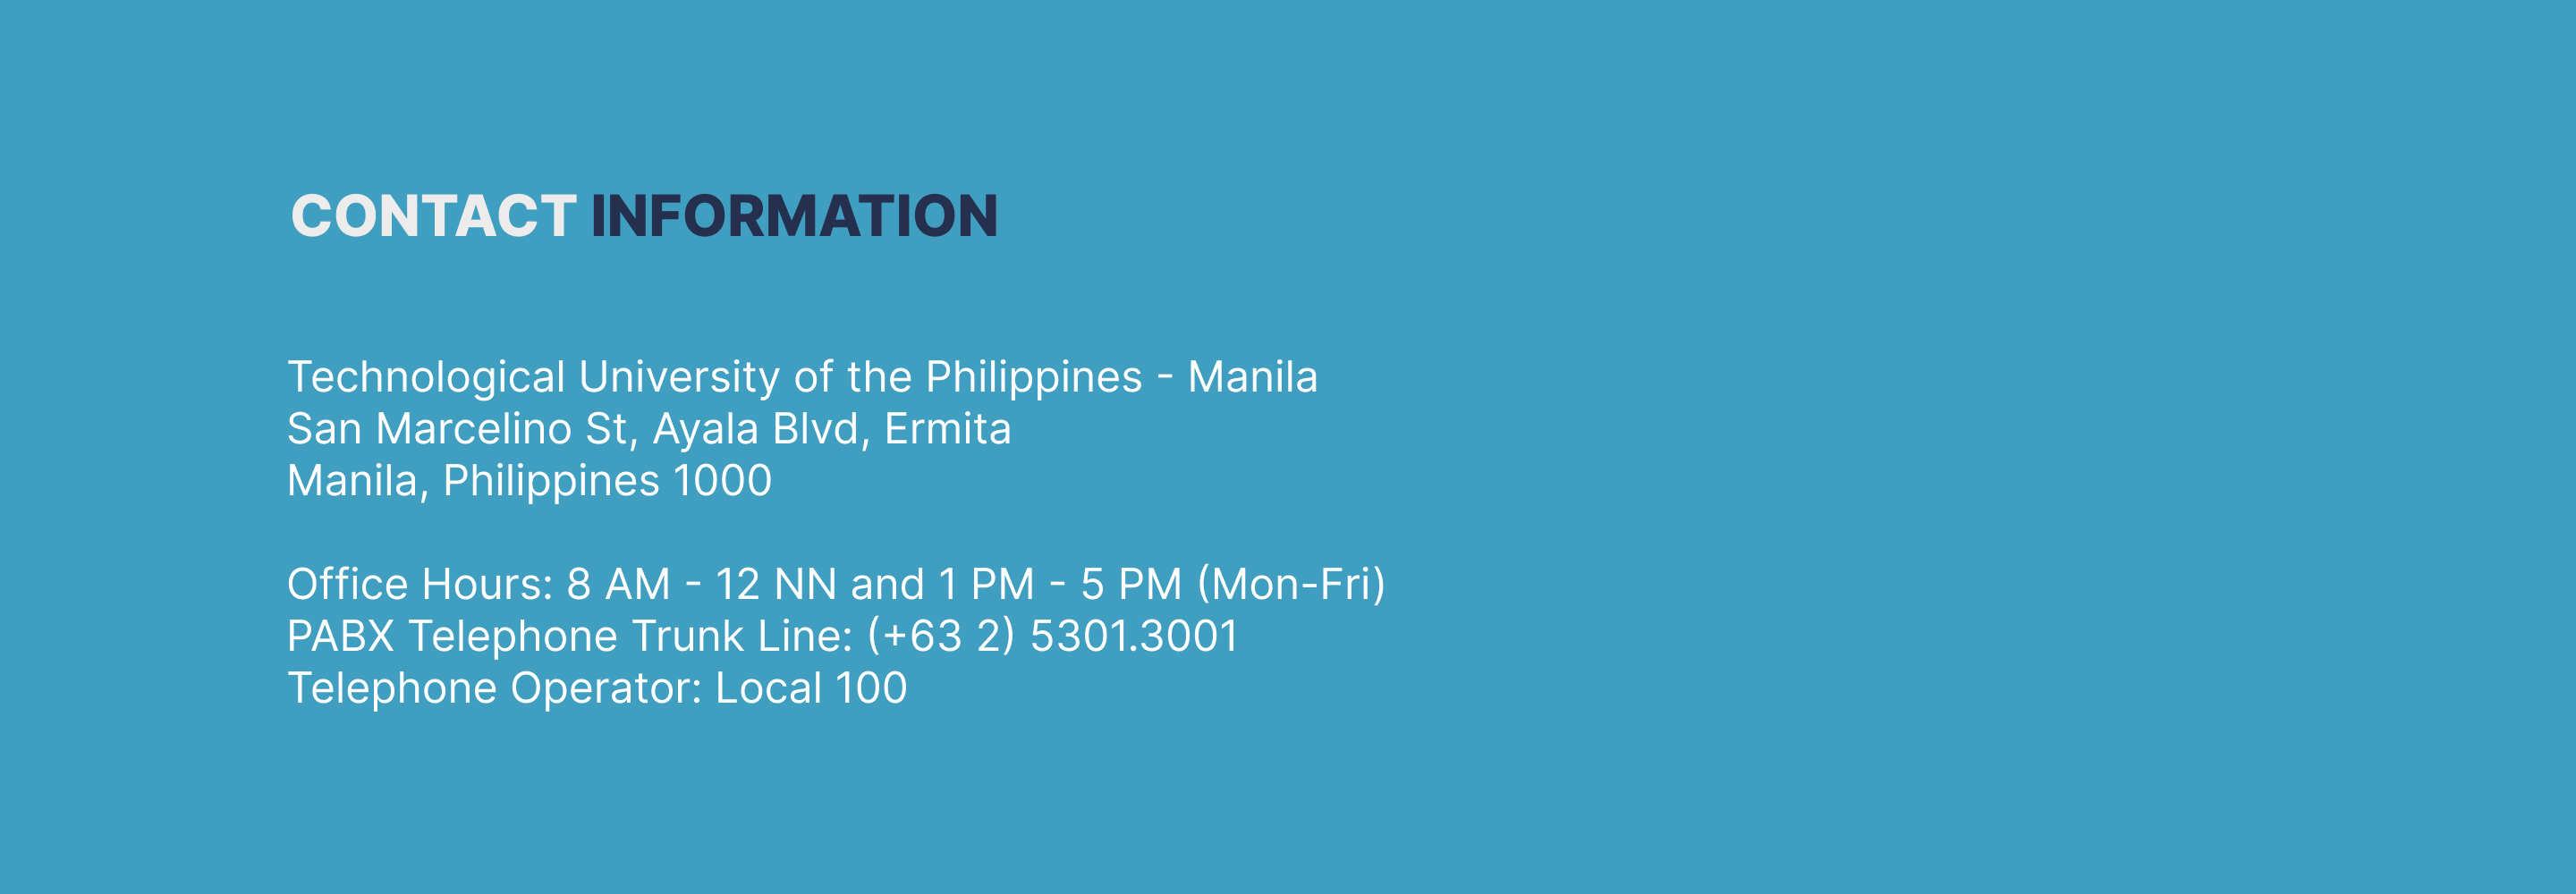 CONTACT INFORMATION
Technological University of the Philippines - Manila
San Marcelino St, Ayala Blvd, Ermita
Manila, Philippines 1000
Office Hours: 8 AM - 12 NN and 1 PM - 5 PM (Mon-Fri)
PABX Telephone Trunk Line: (+63 2) 5301.3001
Telephone Operator: Local 100